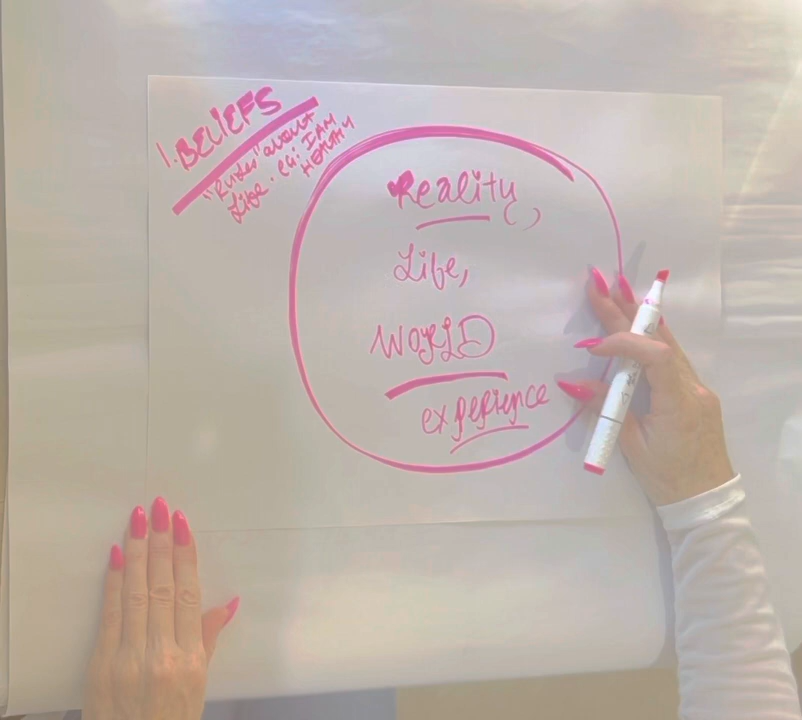 1. BELIEFS
"Rules" about
Life. eg: I AM
HEALTHY
Reality,
Life,
WORLD
experience